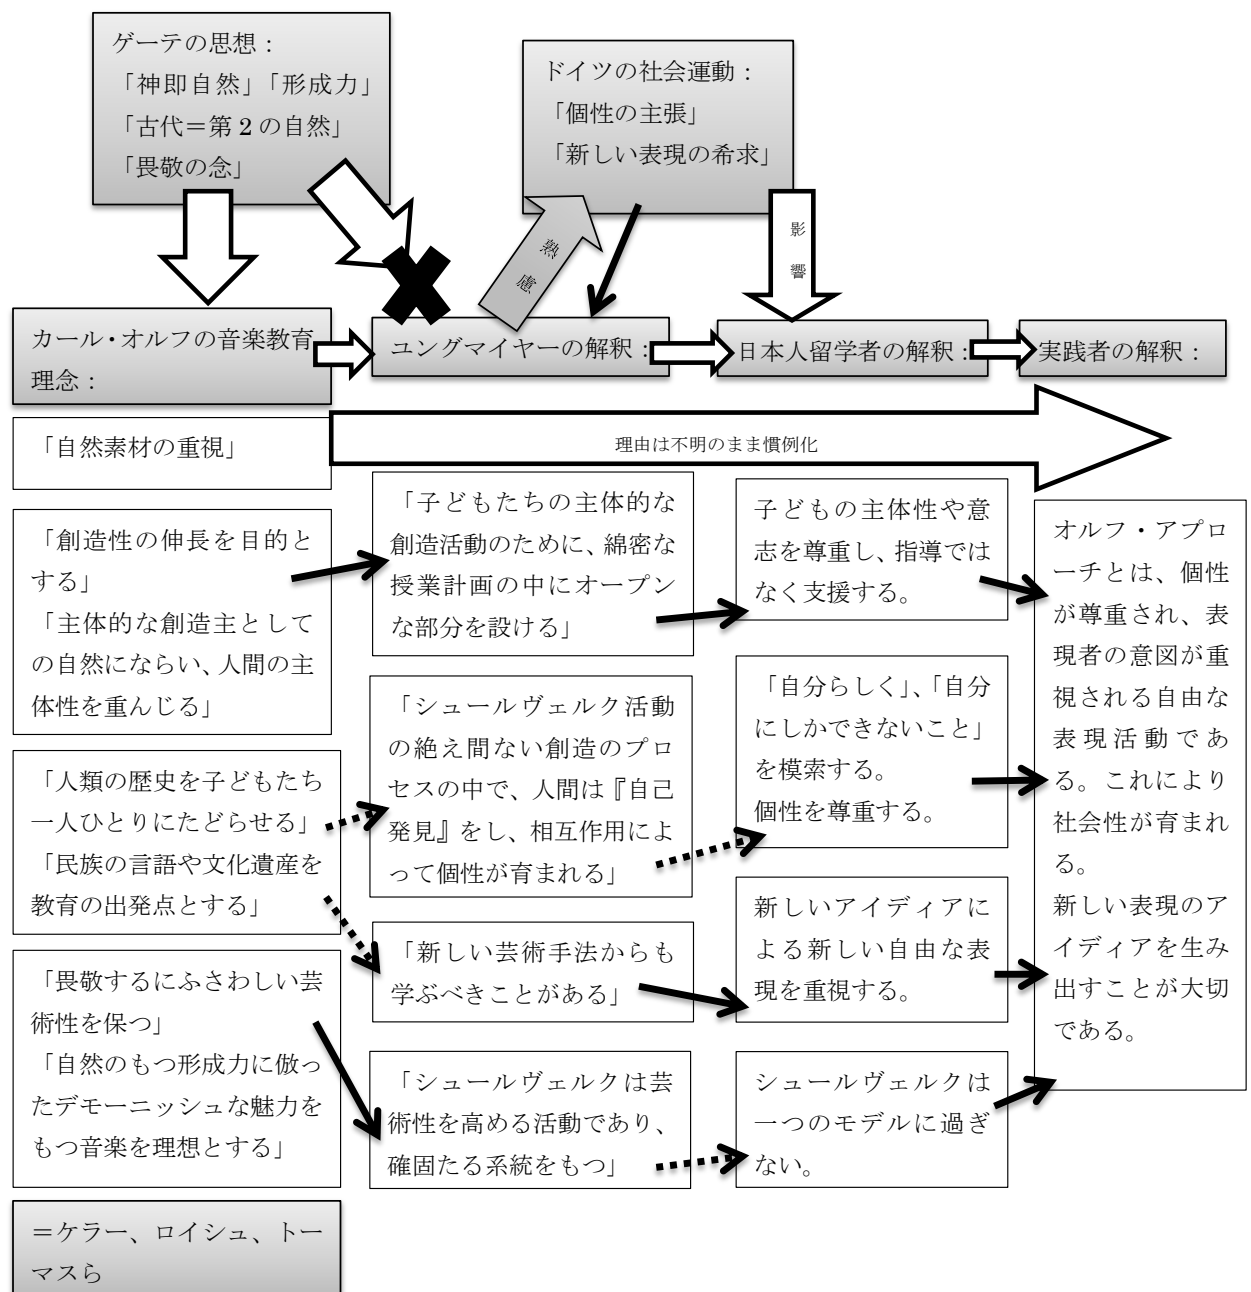 ゲーテの思想：
「神即自然」「形成力」
「古代＝第2の自然」
「畏敬の念」
ドイツの社会運動：
「個性の主張」
「新しい表現の希求」
熟慮
影響
カール・オルフの音楽教育
理念：
ユングマイヤーの解釈：
日本人留学者の解釈：
実践者の解釈：
「自然素材の重視」
理由は不明のまま慣例化
「創造性の伸長を目的と
する」
「主体的な創造主として
の自然にならい、人間の主
体性を重んじる」
「人類の歴史を子どもたち
一人ひとりにたどらせる」
「民族の言語や文化遺産を
教育の出発点とする」
「畏敬するにふさわしい芸
術性を保つ」
「自然のもつ形成力に倣っ
たデモーニッシュな魅力を
もつ音楽を理想とする」
＝ケラー、ロイシュ、トー
マスら
「子どもたちの主体的な
創造活動のために、綿密な
授業計画の中にオープン
な部分を設ける」
「シュールヴェルク活動
の絶え間ない創造のプロ
セスの中で、人間は『自己
発見』をし、相互作用によ
って個性が育まれる」
「新しい芸術手法からも
学ぶべきことがある」
「シュールヴェルクは芸
術性を高める活動であり、
確固たる系統をもつ」
子どもの主体性や意
志を尊重し、指導では
なく支援する。
「自分らしく」、「自分
にしかできないこと」
を模索する。
個性を尊重する。
新しいアイディアに
よる新しい自由な表
現を重視する。
シュールヴェルクは
一つのモデルに過ぎ
ない。
オルフ・アプロ
ーチとは、個性
が尊重され、表
現者の意図が重
視される自由な
表現活動であ
る。これにより
社会性が育まれ
る。
新しい表現のア
イディアを生み
出すことが大切
である。